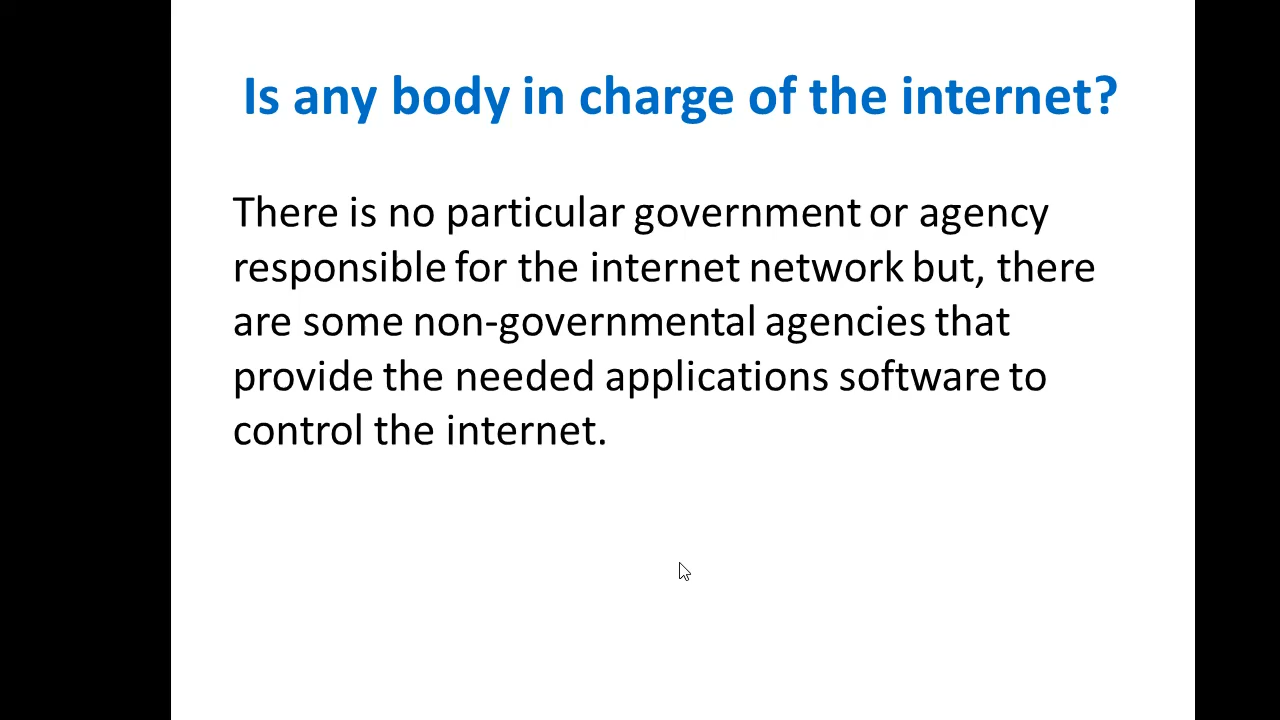 Is any body in charge of the internet?
There is no particular government or agency
responsible for the internet network but, there
are some non-governmental agencies that
provide the needed applications software to
control the internet.